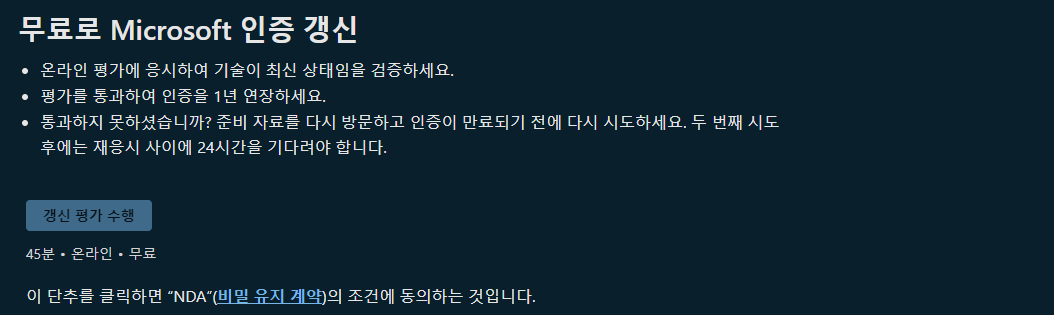 무료로 Microsoft 인증 갱신
• 온라인 평가에 응시하여 기술이 최신 상태임을 검증하세요.
• 평가를 통과하여 인증을 1년 연장하세요.
• 통과하지 못하셨습니까? 준비 자료를 다시 방문하고 인증이 만료되기 전에 다시 시도하세요. 두 번째 시도
후에는 재응시 사이에 24시간을 기다려야 합니다.
갱신 평가 수행
45분 • 온라인 • 무료
이 단추를 클릭하면 “NDA”(비밀 유지 계약)의 조건에 동의하는 것입니다.